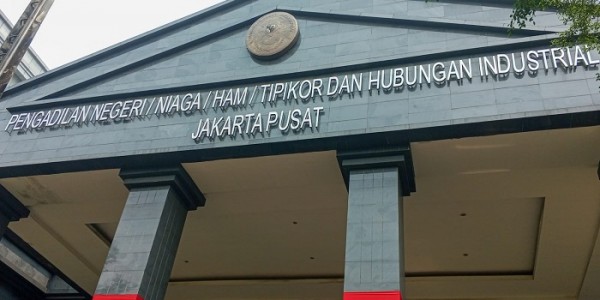 PENGADILAN NEGERI / NIAGA / HAM / TIPIKOR DAN HUBUNGAN INDUSTRIAL
JAKARTA PUSAT